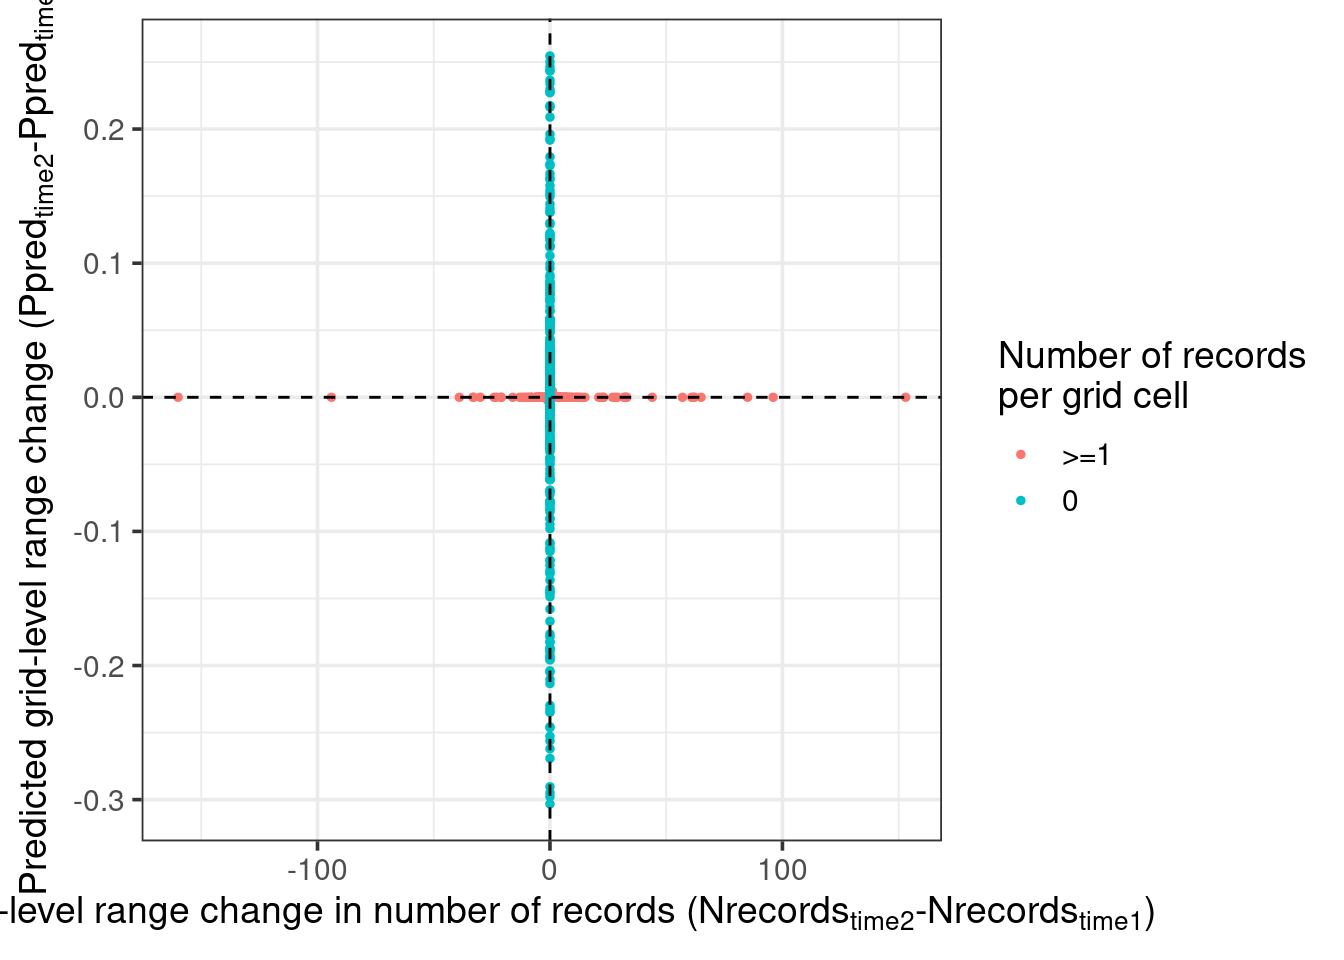 Predicted grid-level range change (Ppredtime2-Ppredtime
0.2
0.1
0.0
-0.1
-0.2
-0.3
-100
0
100
-level range change in number of records (Nrecordstime2-Nrecordstime1)
Number of records
per grid cell
>=1
0